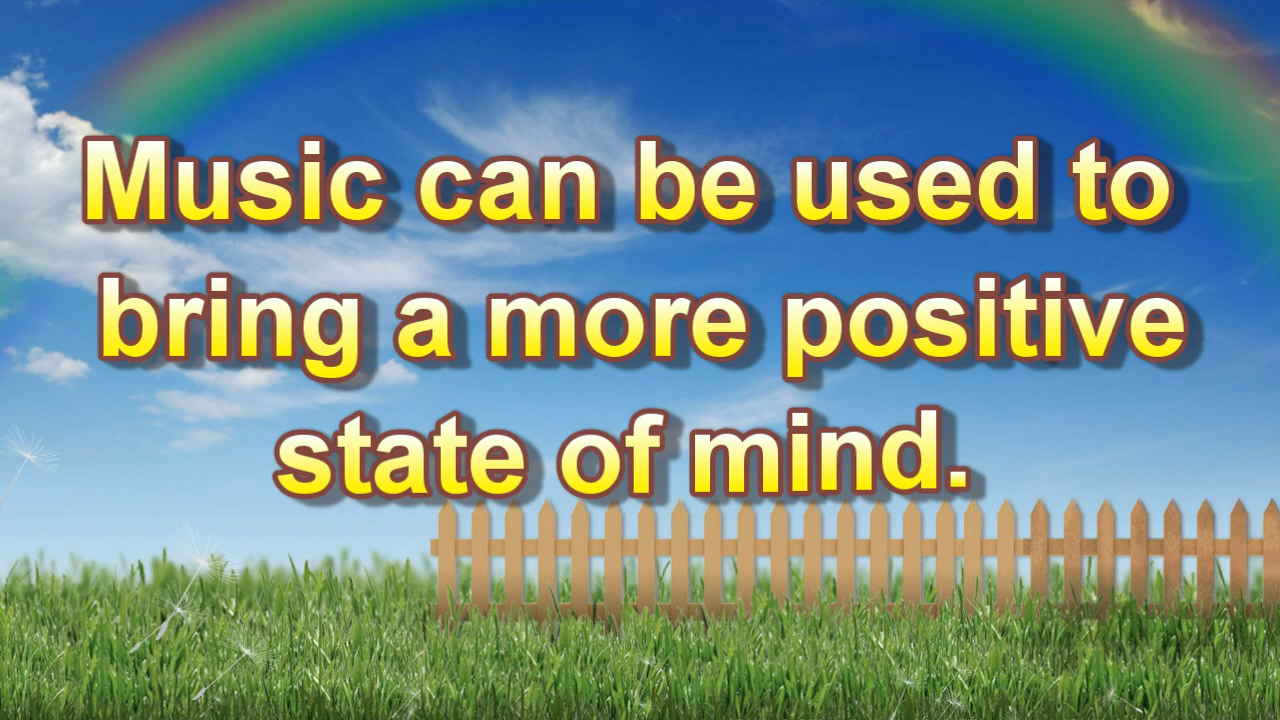 Music can be used to
bring a more positive
state of mind.